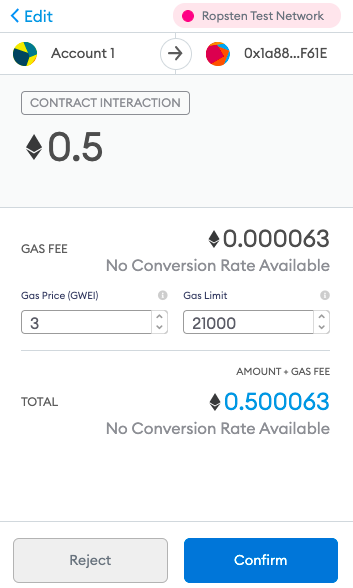 Edit
Ropsten Test Network
Account 1
0x1a88...F61E
CONTRACT INTERACTION
0.5
GAS FEE
0.000063
No Conversion Rate Available
Gas Price (GWEI)
Gas Limit
3
21000
AMOUNT + GAS FEE
TOTAL
0.500063
No Conversion Rate Available
Reject
Confirm